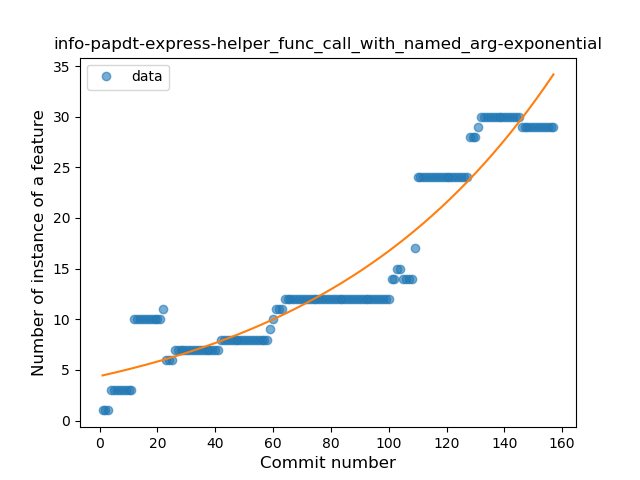 info-papdt-express-helper_func_call_with_named_arg-exponential
data
Number of instance of a feature
35
30
25
20
15
10
5
0
0 20 40 60 80 100 120 140 160
Commit number